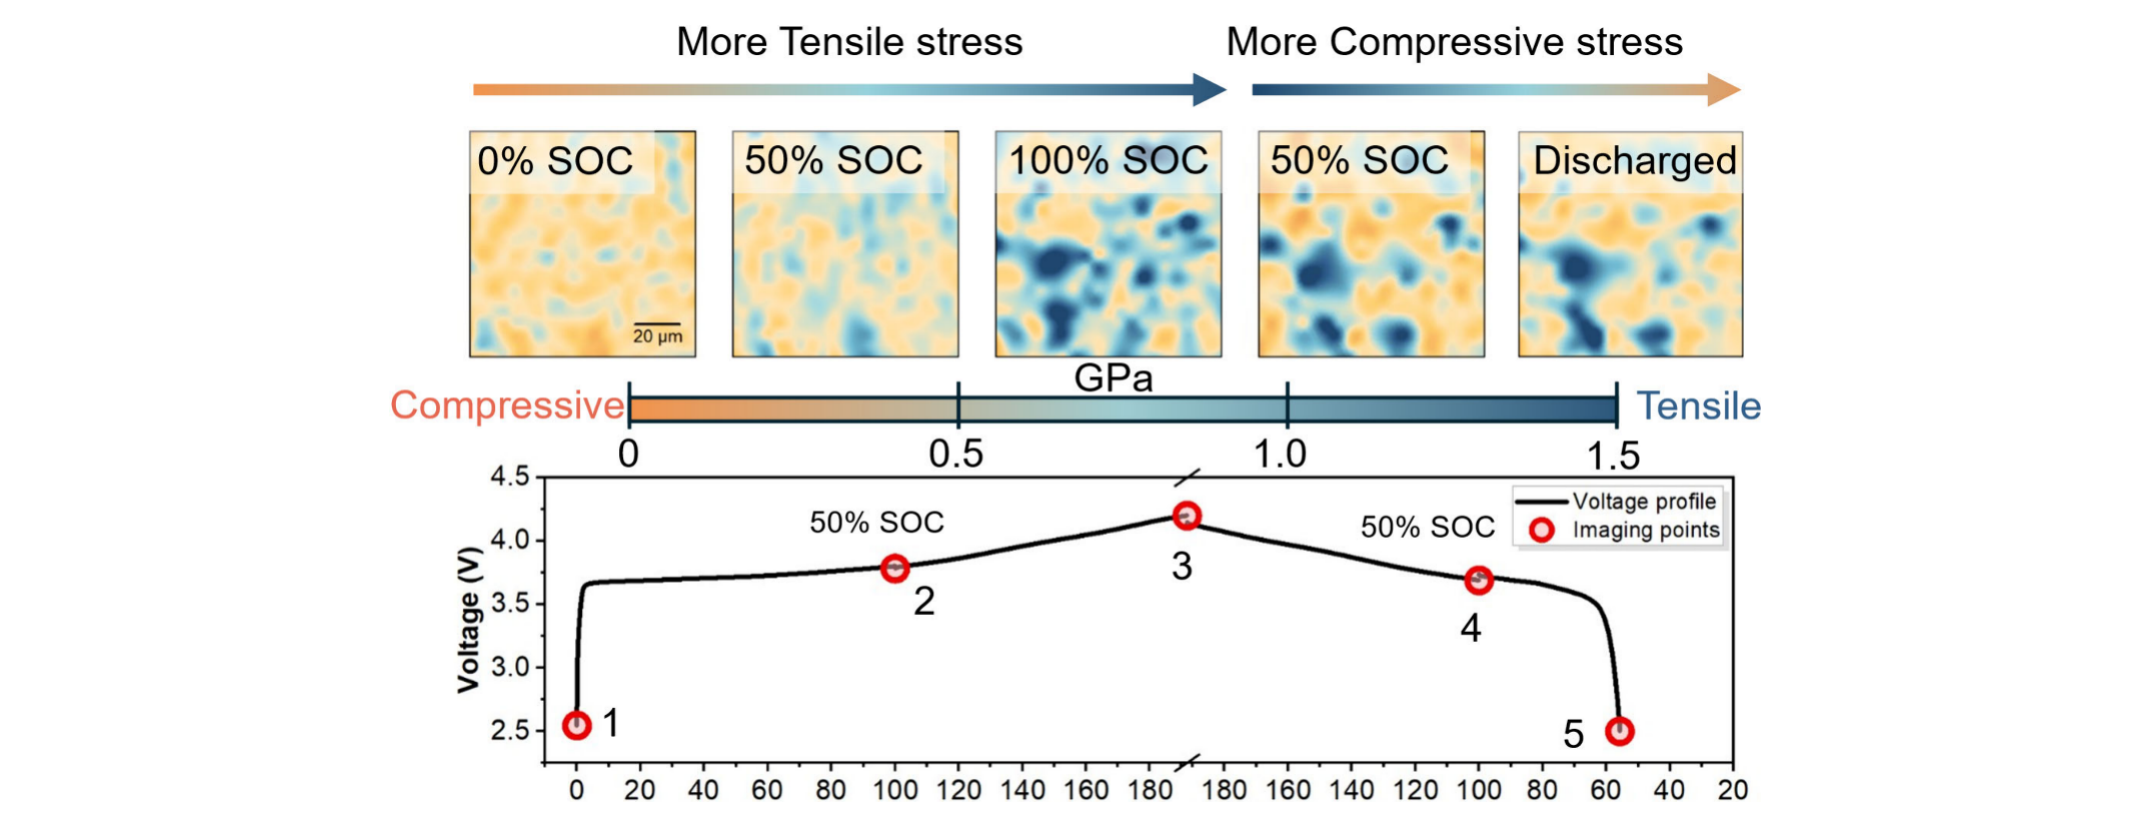 More Tensile stress
More Compressive stress
0% SOC
50% SOC
100% SOC
50% SOC
Discharged
20 µm
GPa
Compressive
Tensile
0
0.5
1.0
1.5
4.5
4.0
3.5
3.0
2.5
Voltage (V)
50% SOC
50% SOC
Voltage profile
Imaging points
1
2
3
4
5
0 20 40 60 80 100 120 140 160 180 180 160 140 120 100 80 60 40 20